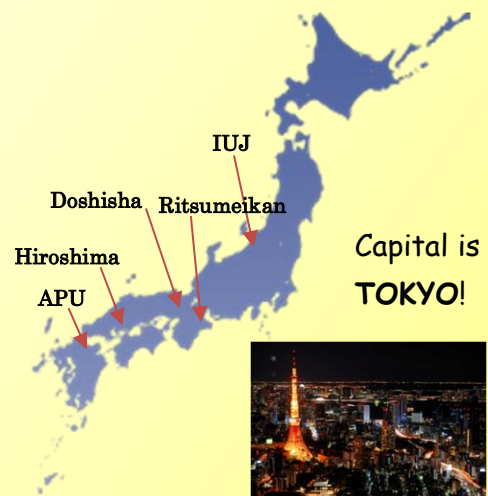 IUJ
Doshisha
Ritsumeikan
Hiroshima
APU
Capital is
TOKYO!